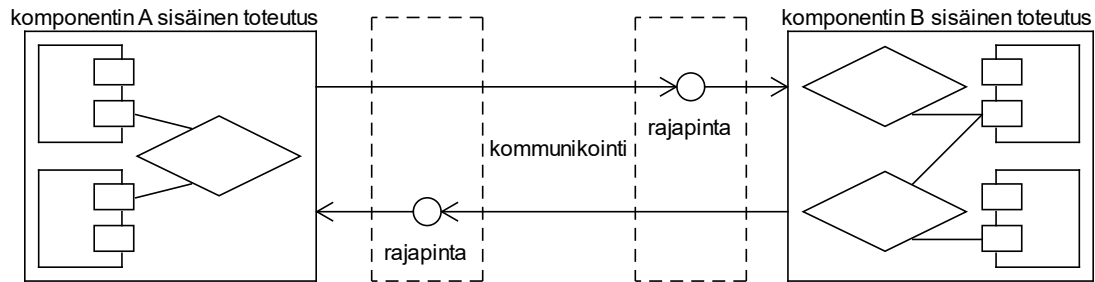 komponentin A sisäinen toteutus
komponentin B sisäinen toteutus
rajapinta
kommunikointi
rajapinta